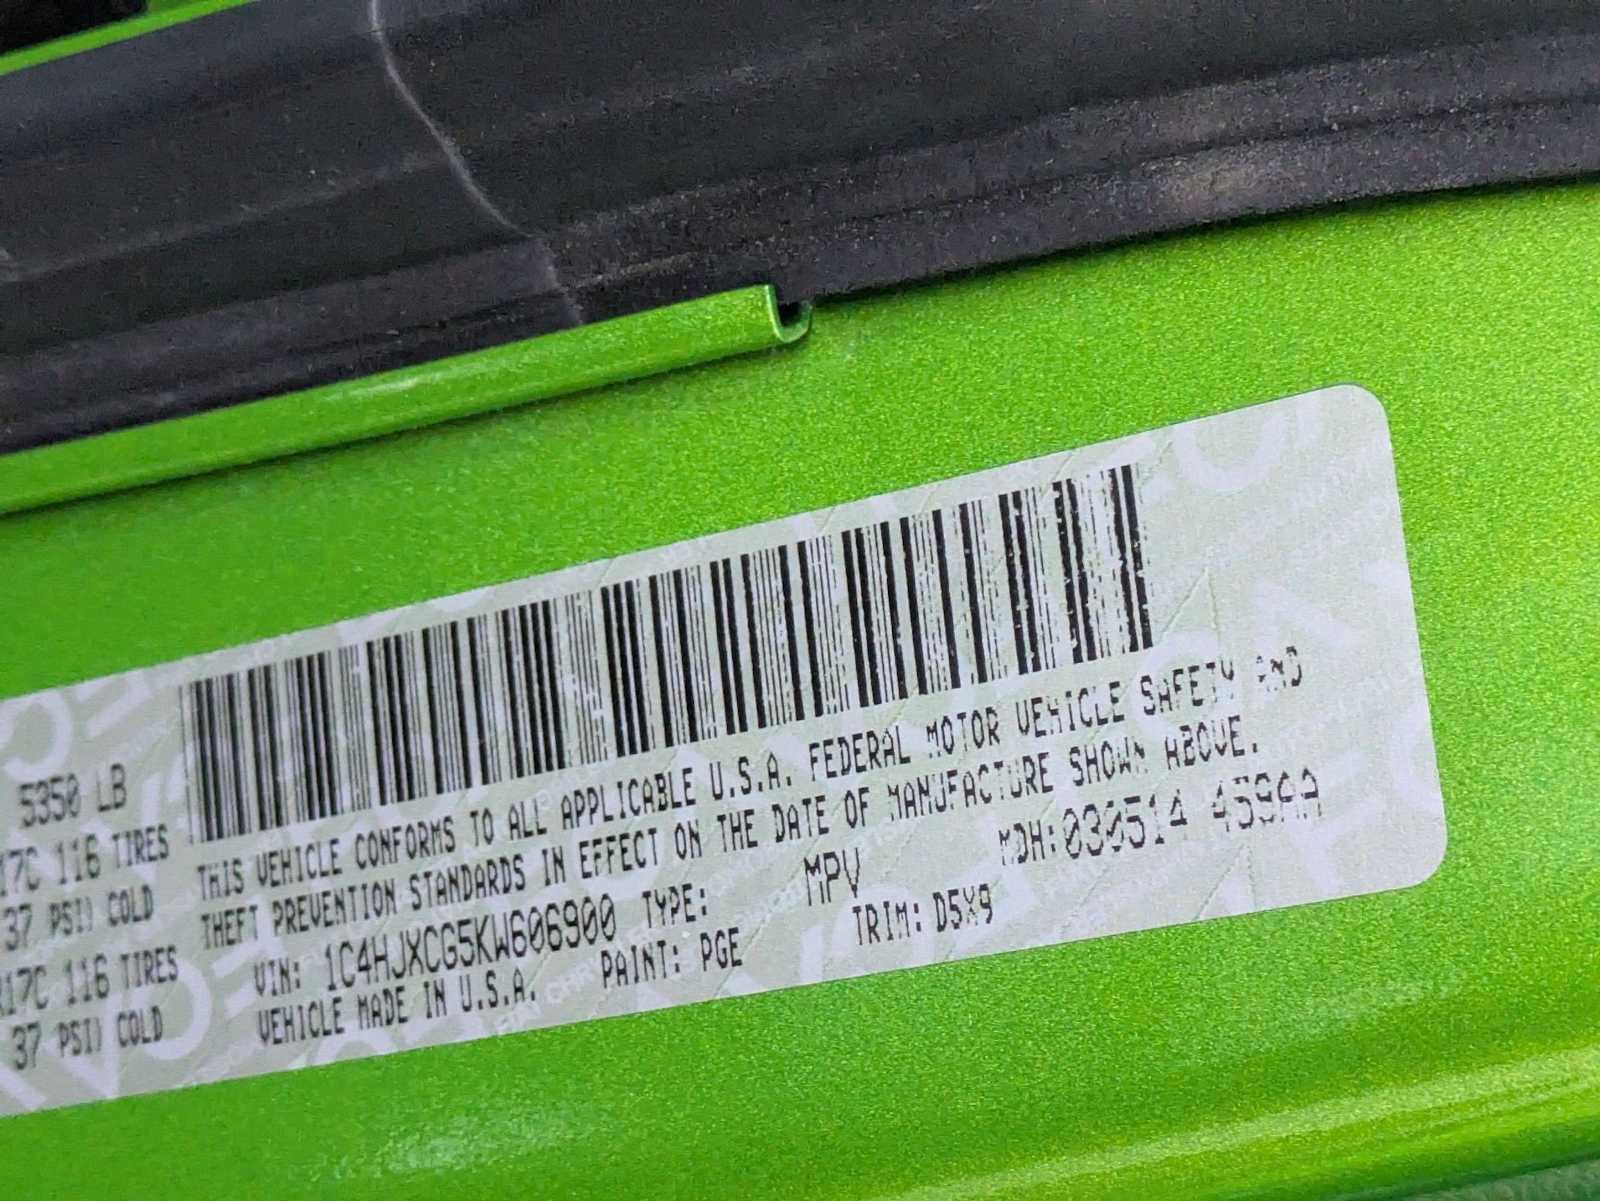 5350 LB
17C 116 TIRES
37 PSI) COLD
R17C 116 TIRES
37 PSI) COLD
THIS VEHICLE CONFORMS TO ALL APPLICABLE U.S.A. FEDERAL MOTOR VEHICLE SAFETY AND
THEFT PREVENTION STANDARDS IN EFFECT ON THE DATE OF MANUFACTURE SHOWN ABOVE.
VIN: 1C4HJXCG5KW606900 TYPE: MPV MDH: 030514 459AA
VEHICLE MADE IN U.S.A. PAINT: PGE TRIM: D5X9